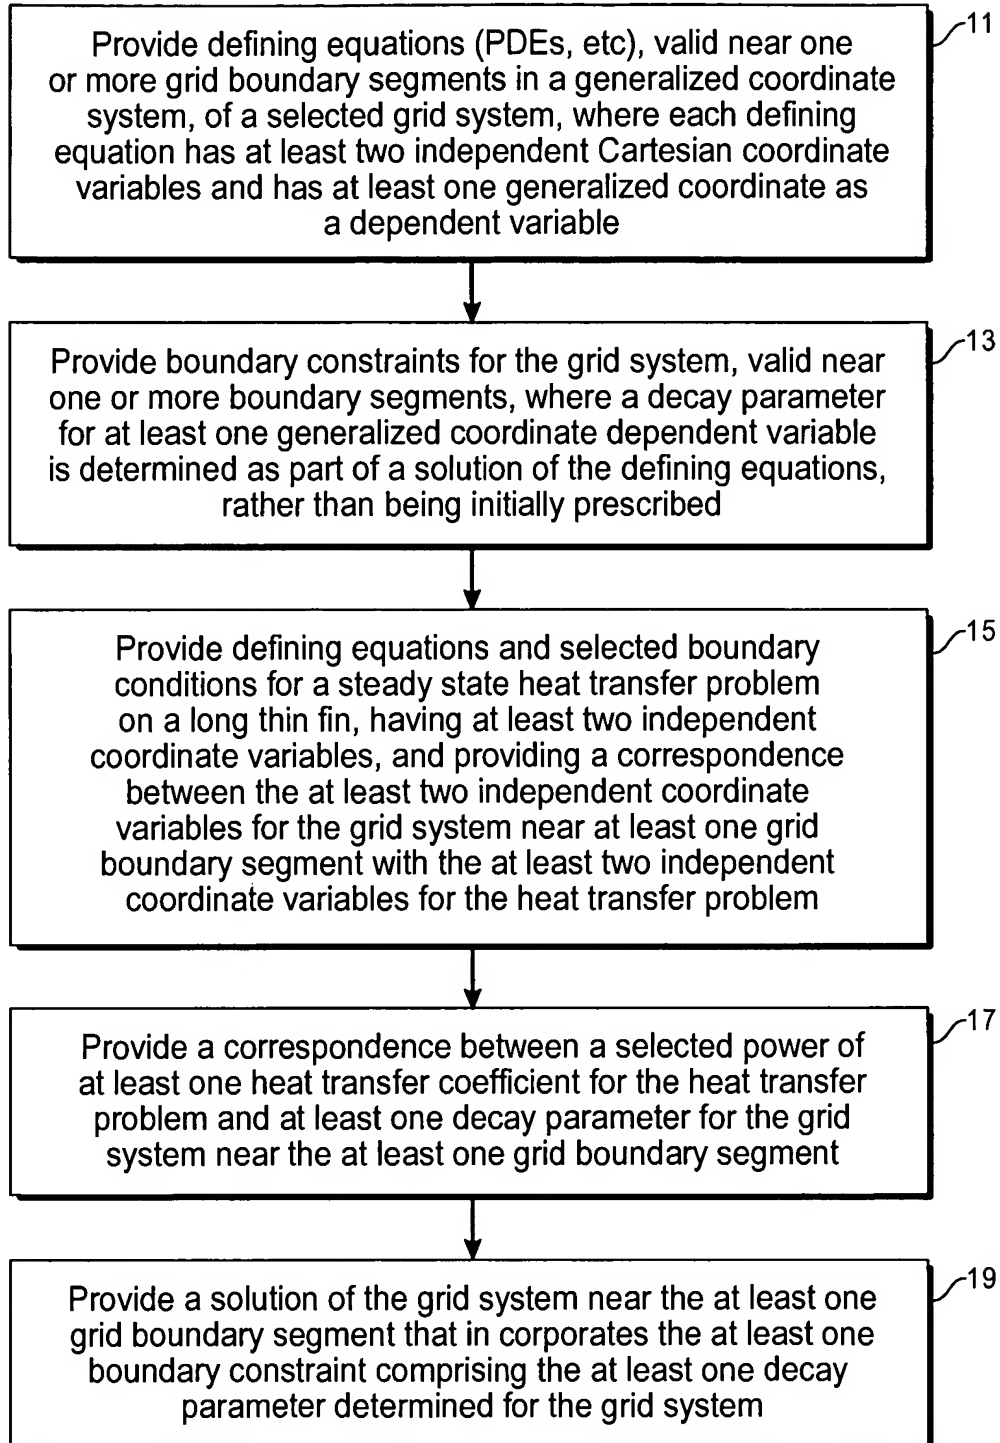 11
Provide defining equations (PDEs, etc), valid near one
or more grid boundary segments in a generalized coordinate
system, of a selected grid system, where each defining
equation has at least two independent Cartesian coordinate
variables and has at least one generalized coordinate as
a dependent variable
13
Provide boundary constraints for the grid system, valid near
one or more boundary segments, where a decay parameter
for at least one generalized coordinate dependent variable
is determined as part of a solution of the defining equations,
rather than being initially prescribed
15
Provide defining equations and selected boundary
conditions for a steady state heat transfer problem
on a long thin fin, having at least two independent
coordinate variables, and providing a correspondence
between the at least two independent coordinate
variables for the grid system near at least one grid
boundary segment with the at least two independent
coordinate variables for the heat transfer problem
17
Provide a correspondence between a selected power of
at least one heat transfer coefficient for the heat transfer
problem and at least one decay parameter for the grid
system near the at least one grid boundary segment
19
Provide a solution of the grid system near the at least one
grid boundary segment that in corporates the at least one
boundary constraint comprising the at least one decay
parameter determined for the grid system